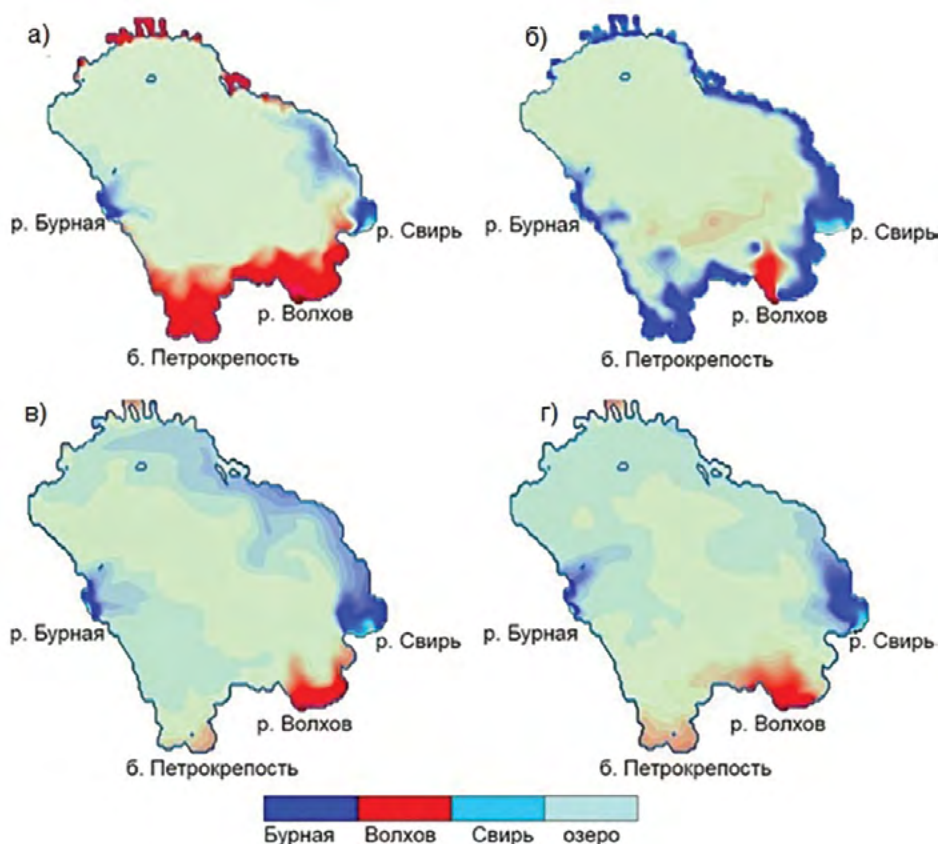 а)
б)
р. Бурная
р. Свирь
р. Волхов
б. Петрокрепость
р. Бурная
р. Свирь
р. Волхов
б. Петрокрепость
в)
г)
р. Бурная
р. Свирь
р. Волхов
б. Петрокрепость
р. Бурная
р. Свирь
р. Волхов
б. Петрокрепость
Бурная Волхов Свирь озеро